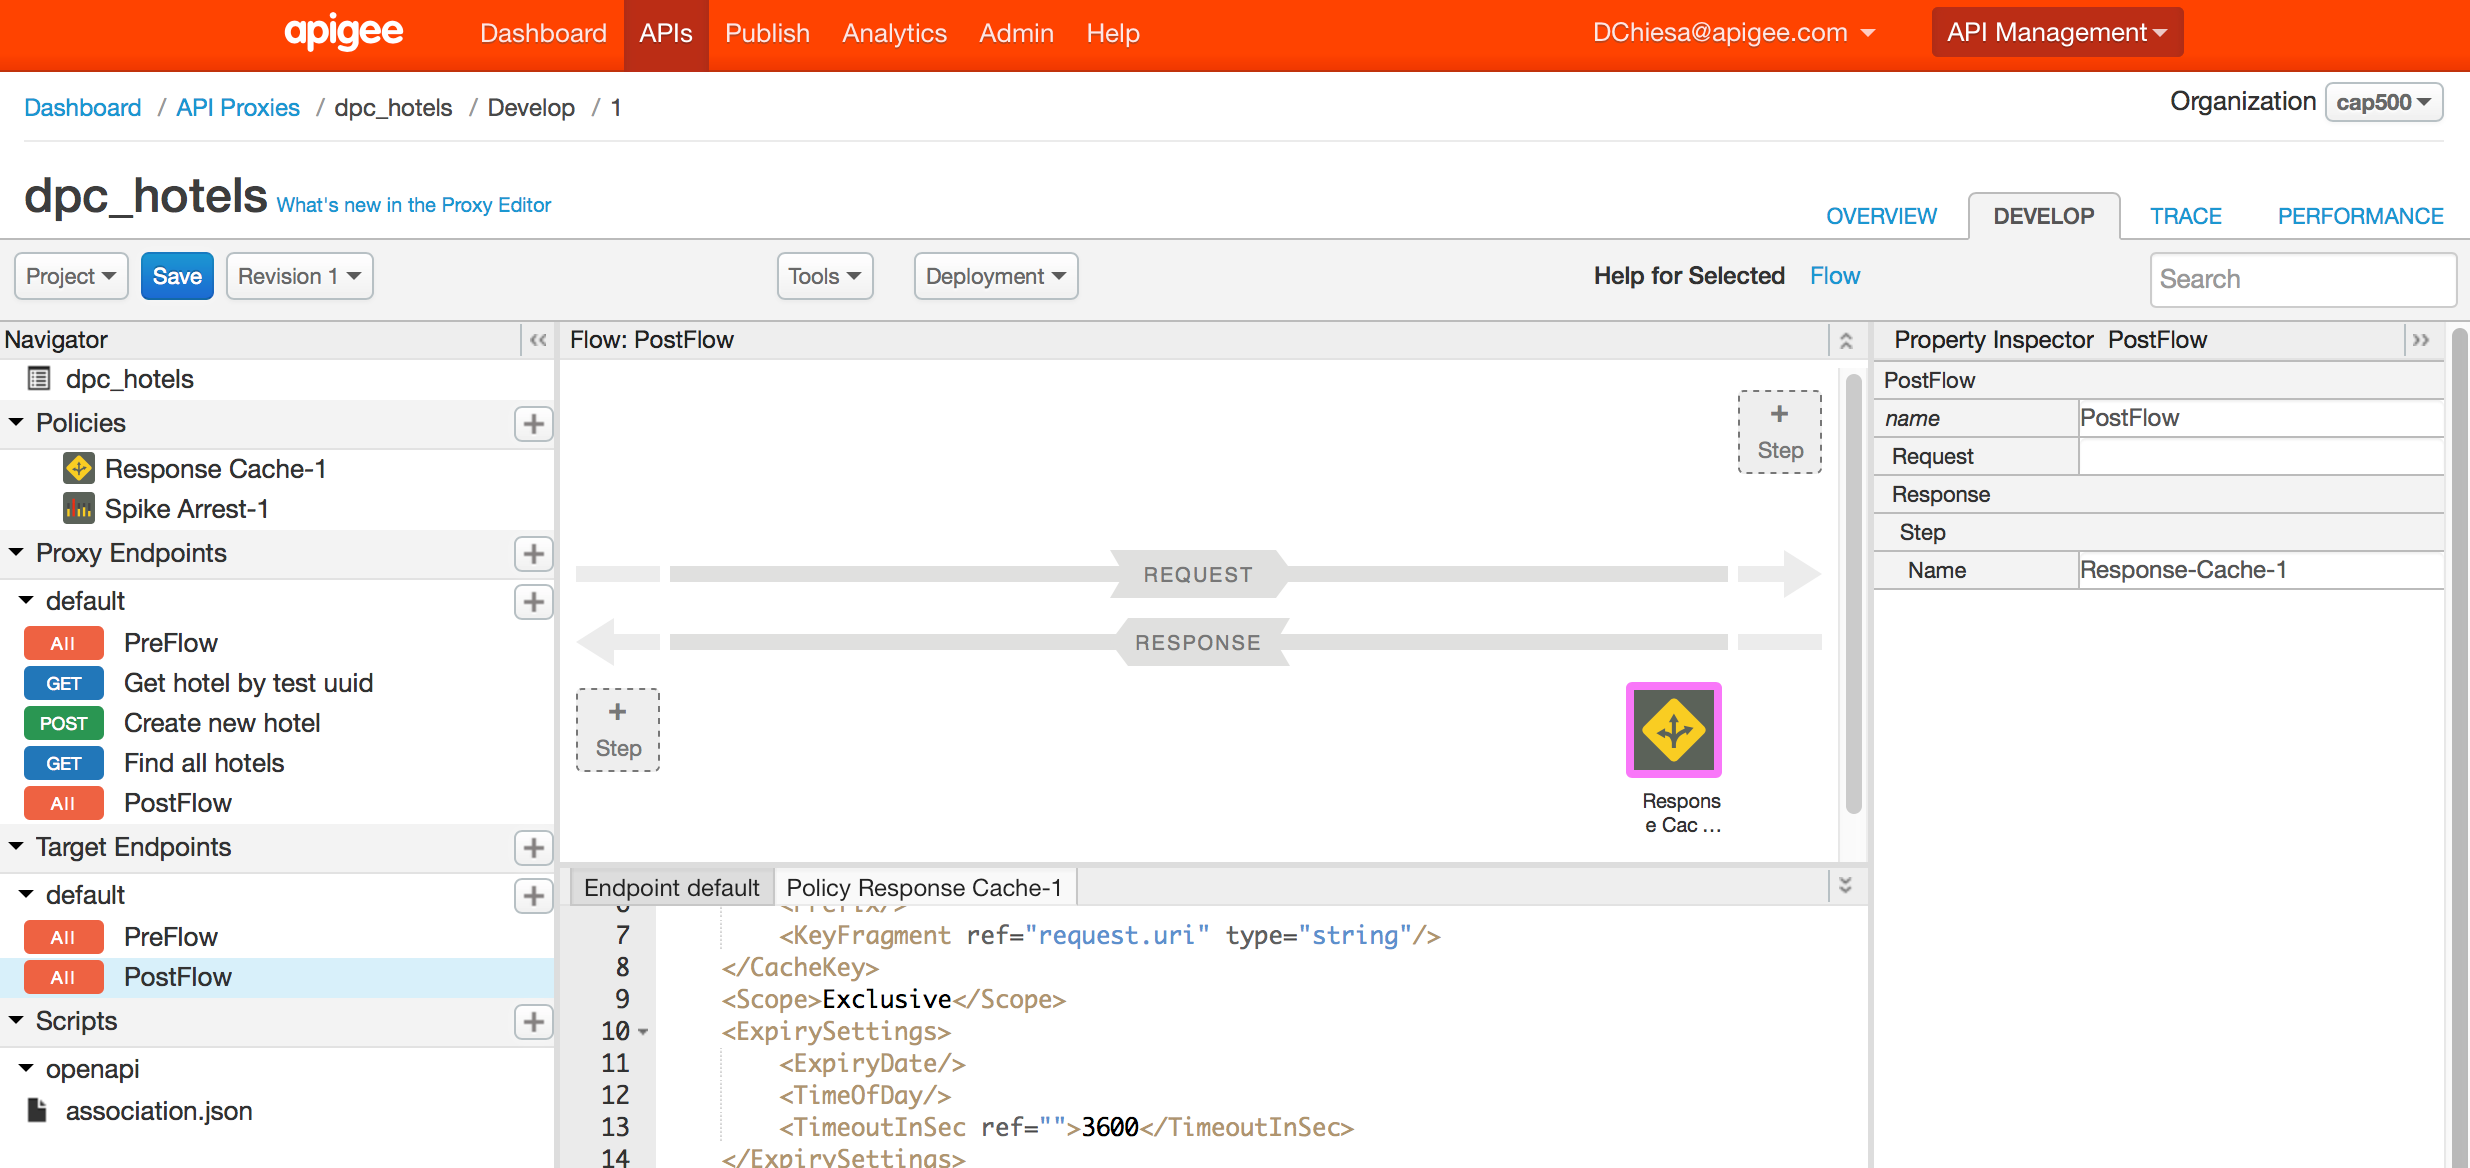 apigee Dashboard APIs Publish Analytics Admin Help DChiesa@apigee.com API Management
Dashboard / API Proxies / dpc_hotels / Develop / 1 Organization cap500
dpc_hotels What's new in the Proxy Editor OVERVIEW DEVELOP TRACE PERFORMANCE
Project Save Revision 1 Tools Deployment Help for Selected Flow Search
Navigator
dpc_hotels
Policies
Response Cache-1
Spike Arrest-1
Proxy Endpoints
default
All PreFlow
GET Get hotel by test uuid
POST Create new hotel
GET Find all hotels
All PostFlow
Target Endpoints
default
All PreFlow
All PostFlow
Scripts
openapi
association.json
Flow: PostFlow
+
Step
REQUEST
RESPONSE
+
Step
Respons
e Cac ...
Endpoint default Policy Response Cache-1
6 <Prefix/>
7 <KeyFragment ref="request.uri" type="string"/>
8 </CacheKey>
9 <Scope>Exclusive</Scope>
10 <ExpirySettings>
11 <ExpiryDate/>
12 <TimeOfDay/>
13 <TimeoutInSec ref="">3600</TimeoutInSec>
14 </ExpirySettings>
Property Inspector PostFlow
PostFlow
name PostFlow
Request
Response
Step
Name Response-Cache-1